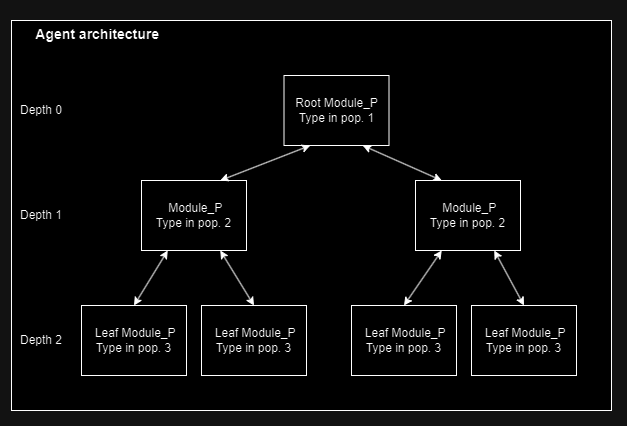 Agent architecture
Depth 0
Root Module_P
Type in pop. 1
Depth 1
Module_P
Type in pop. 2
Module_P
Type in pop. 2
Depth 2
Leaf Module_P
Type in pop. 3
Leaf Module_P
Type in pop. 3
Leaf Module_P
Type in pop. 3
Leaf Module_P
Type in pop. 3